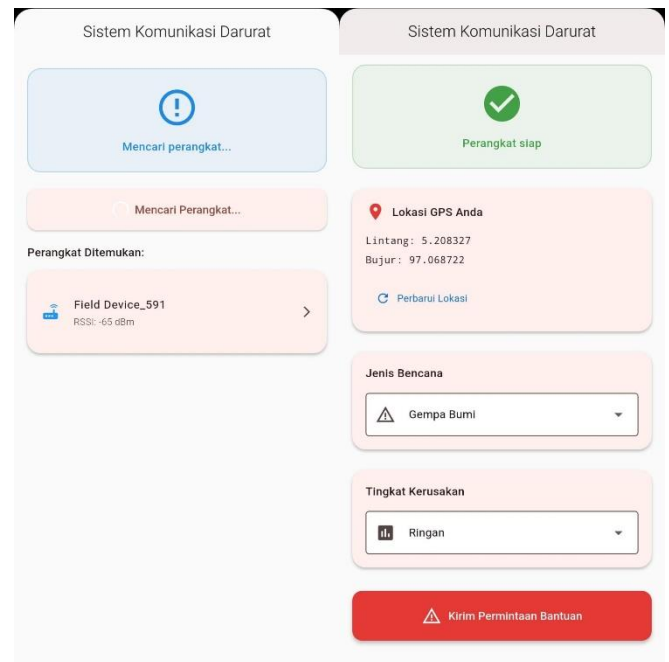 Sistem Komunikasi Darurat
Mencari perangkat...
Mencari Perangkat...
Perangkat Ditemukan:
Field Device_591
RSSI: -65 dBm
Sistem Komunikasi Darurat
Perangkat siap
Lokasi GPS Anda
Lintang: 5.208327
Bujur: 97.068722
Perbarui Lokasi
Jenis Bencana
Gempa Bumi
Tingkat Kerusakan
Ringan
Kirim Permintaan Bantuan